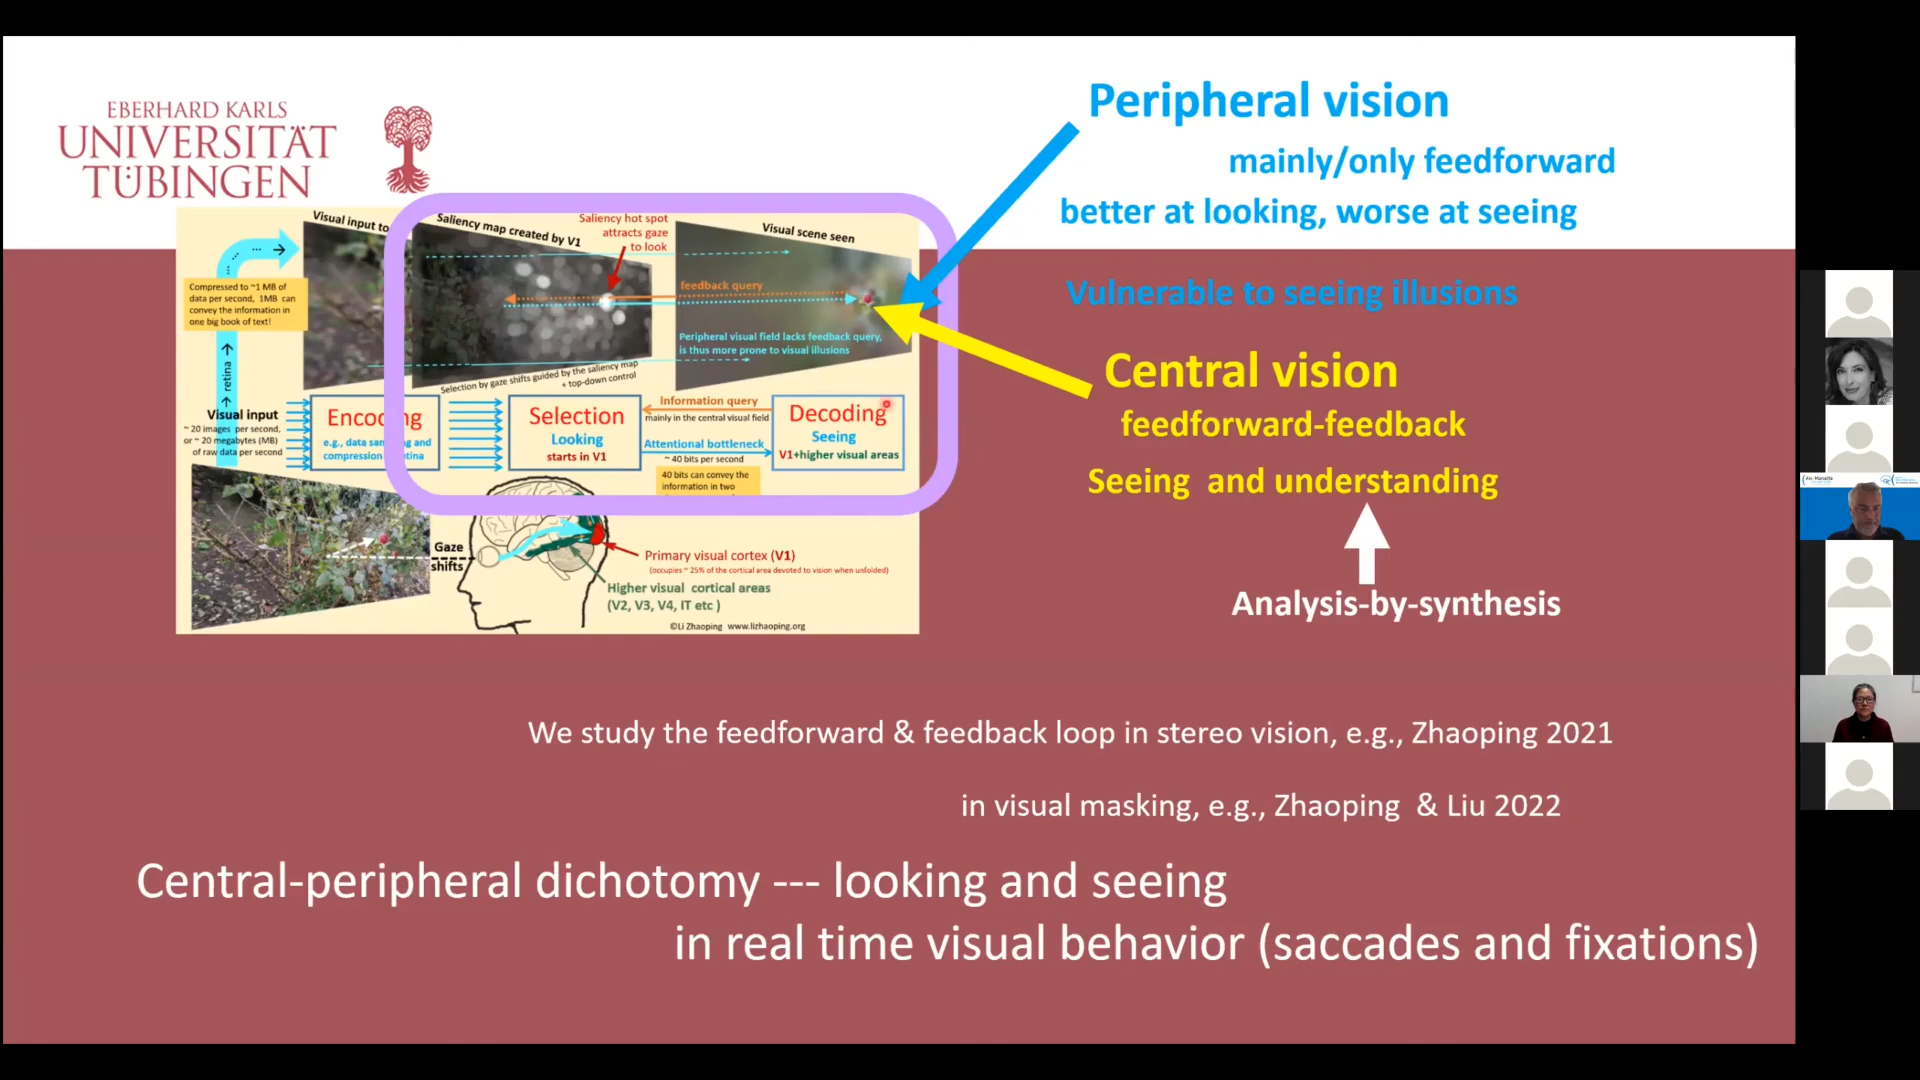 EBERHARD KARLS
UNIVERSITÄT
TÜBINGEN
Peripheral vision
mainly/only feedforward
better at looking, worse at seeing
Vulnerable to seeing illusions
Central vision
feedforward-feedback
Seeing and understanding
Analysis-by-synthesis
Visual input to
Saliency map created by V1
Saliency hot spot
attracts gaze
to look
Visual scene seen
Compressed to ~1 MB of
data per second, 1MB can
convey the information in
one big book of text!
feedback query
Peripheral visual field lacks feedback query,
is thus more prone to visual illusions
Selection by gaze shifts guided by the saliency map
+ top-down control
retina
Visual input
~ 20 images per second,
or ~ 20 megabytes (MB)
of raw data per second
Encoding
e.g., data sampling and
compression
Selection
Looking
starts in V1
Information query
mainly in the central visual field
Attentional bottleneck
~ 40 bits per second
40 bits can convey the
information in two
Decoding
Seeing
V1+higher visual areas
Gaze
shifts
Primary visual cortex (V1)
(occupies ~ 25% of the cortical area devoted to vision when unfolded)
Higher visual cortical areas
(V2, V3, V4, IT etc )
©Li Zhaoping www.lizhaoping.org
We study the feedforward & feedback loop in stereo vision, e.g., Zhaoping 2021
in visual masking, e.g., Zhaoping & Liu 2022
Central-peripheral dichotomy --- looking and seeing
in real time visual behavior (saccades and fixations)